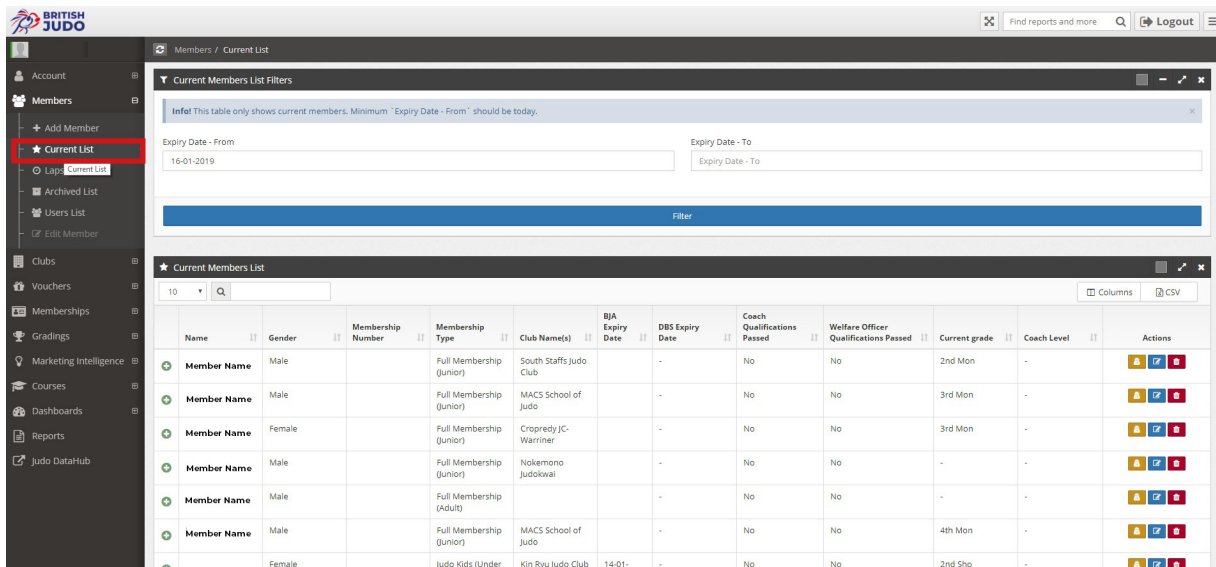 BRITISH
JUDO
Find reports and more
Logout
Members / Current List
Account
Members
+ Add Member
Current List
Laps
Current List
Archived List
Users List
Edit Member
Clubs
Vouchers
Memberships
Gradings
Marketing Intelligence
Courses
Dashboards
Reports
Judo DataHub
Current Members List Filters
Info! This table only shows current members. Minimum `Expiry Date - From` should be today.
Expiry Date - From
Expiry Date - To
16-01-2019
Expiry Date - To
Filter
Current Members List
10
Columns
CSV
Name Gender Membership Number Membership Type Club Name(s) BJA Expiry Date DBS Expiry Date Coach Qualifications Passed Welfare Officer Qualifications Passed Current grade Coach Level Actions
Member Name Male Full Membership (Junior) South Staffs Judo Club - No No 2nd Mon -
Member Name Male Full Membership (Junior) MACS School of Judo - No No 3rd Mon -
Member Name Female Full Membership (Junior) Cropredy JC-Warriner - No No 3rd Mon -
Member Name Male Full Membership (Junior) Nokemono Judokwai - No No - -
Member Name Male Full Membership (Adult) - No No - -
Member Name Male Full Membership (Junior) MACS School of Judo - No No 4th Mon -
Female Judo Kids (Under Kin Ryu Judo Club 14-01- - No No 2nd Sho -